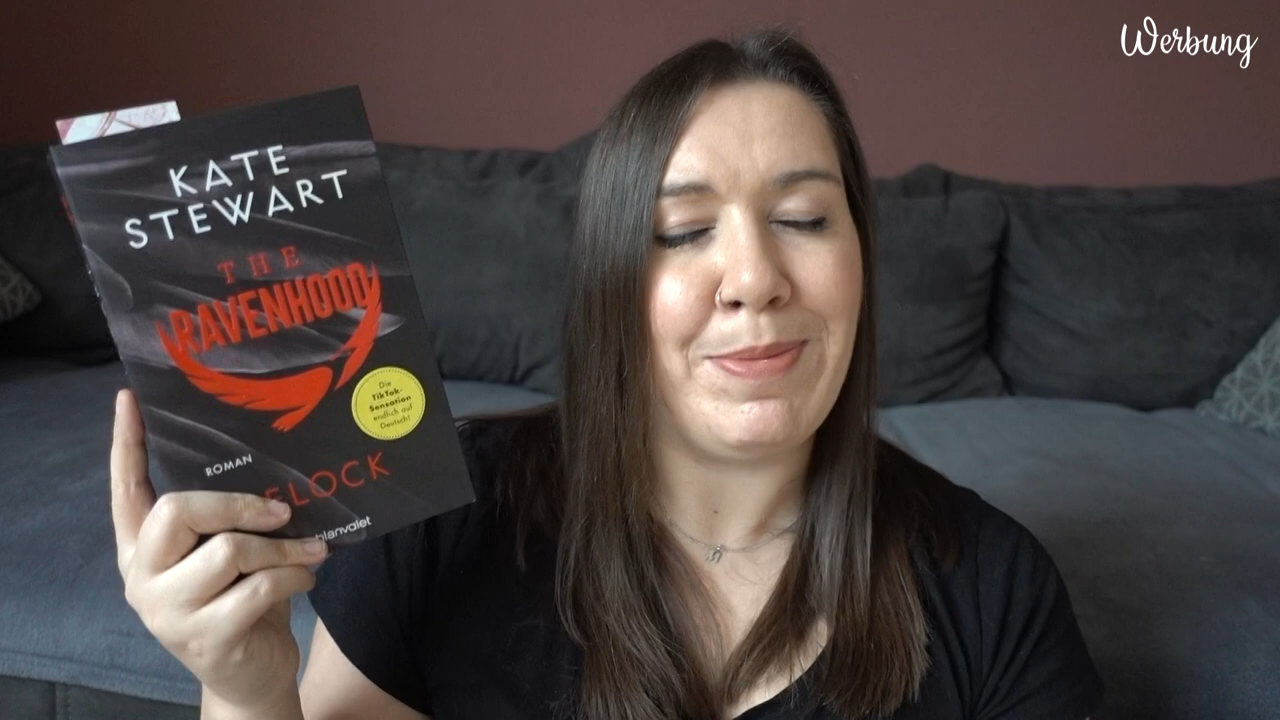 Werbung
KATE
STEWART
THE
RAVENHOOD
Die
TikTok-
Sensation
endlich auf
Deutsch!
ROMAN
FLOCK
blanvalet